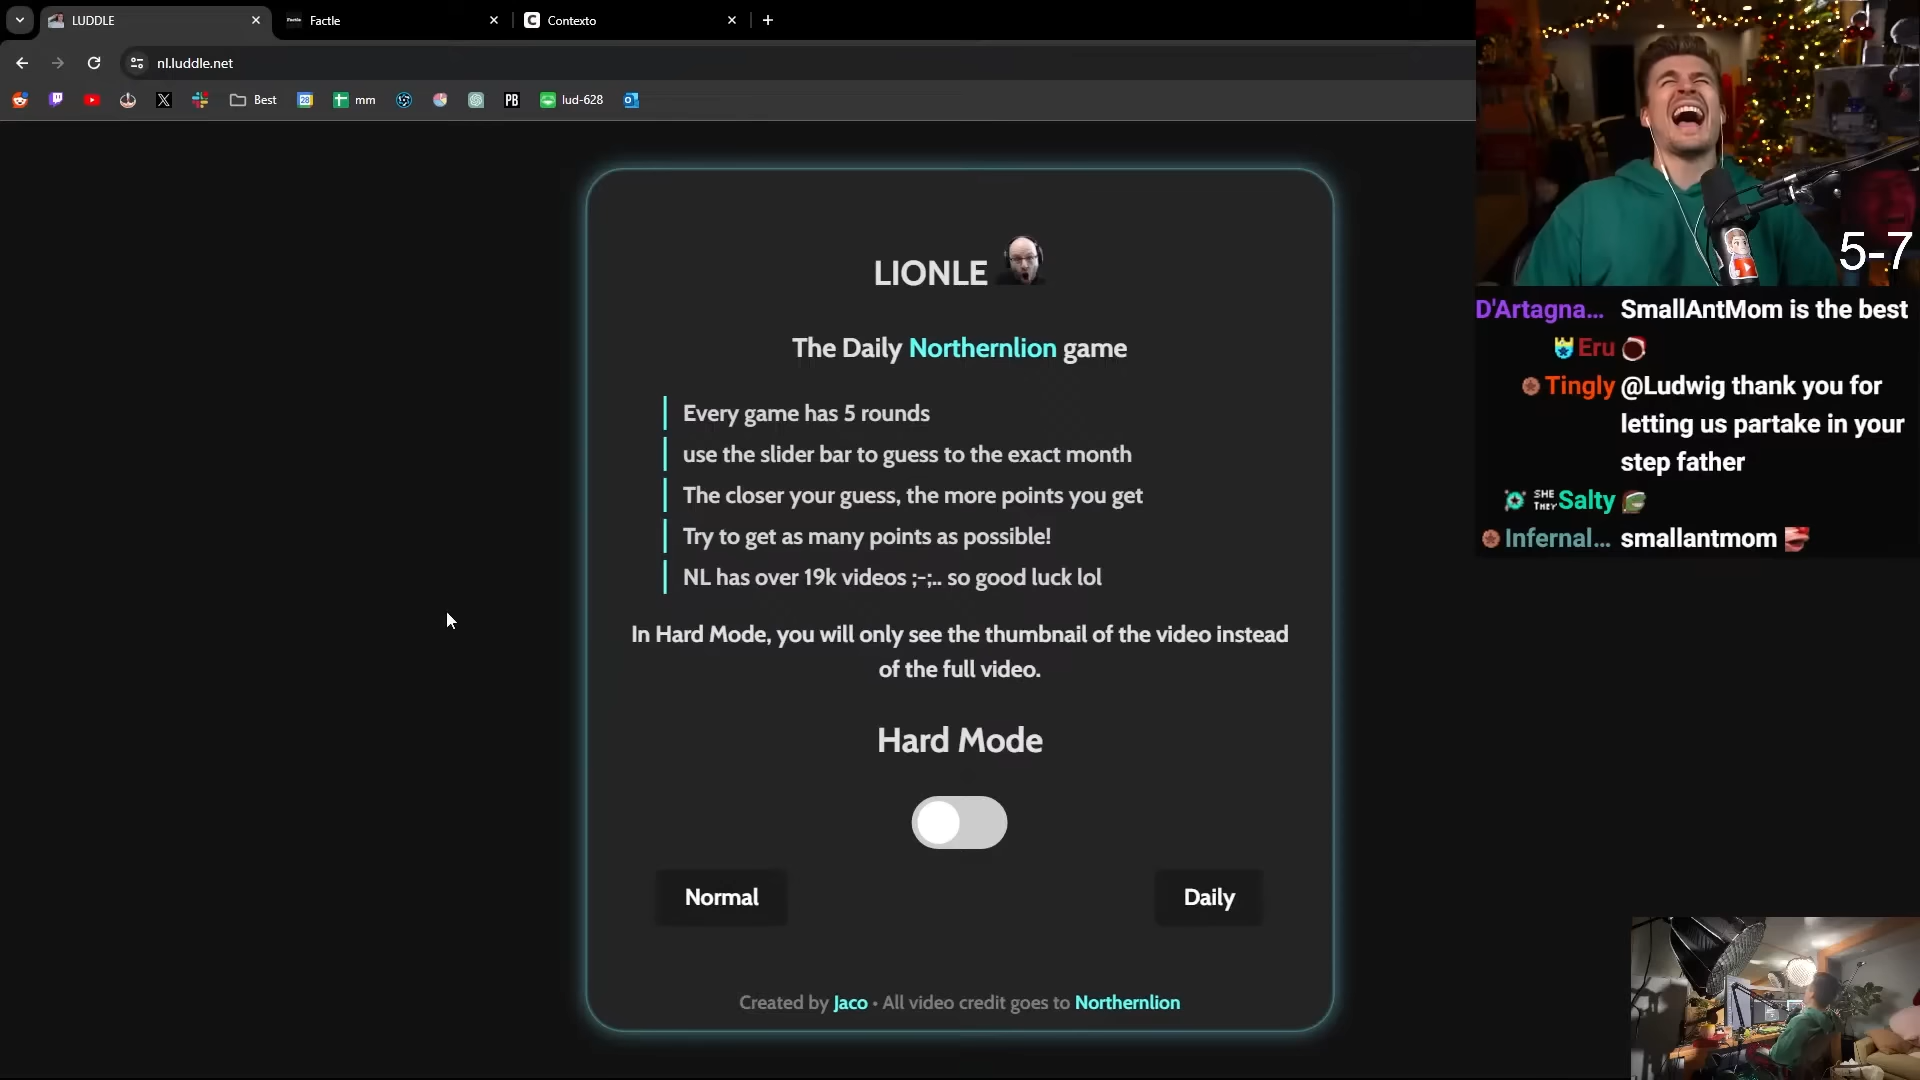 LUDDLE
Factle
C Contexto
nl.luddle.net
Best
28
mm
PB
lud-628
LIONLE
The Daily Northernlion game
Every game has 5 rounds
use the slider bar to guess to the exact month
The closer your guess, the more points you get
Try to get as many points as possible!
NL has over 19k videos ;-;.. so good luck lol
In Hard Mode, you will only see the thumbnail of the video instead
of the full video.
Hard Mode
Normal
Daily
Created by Jaco • All video credit goes to Northernlion
5-7
D'Artagna... SmallAntMom is the best
Eru
Tingly @Ludwig thank you for
letting us partake in your
step father
SHE
THEY Salty
Infernal... smallantmom